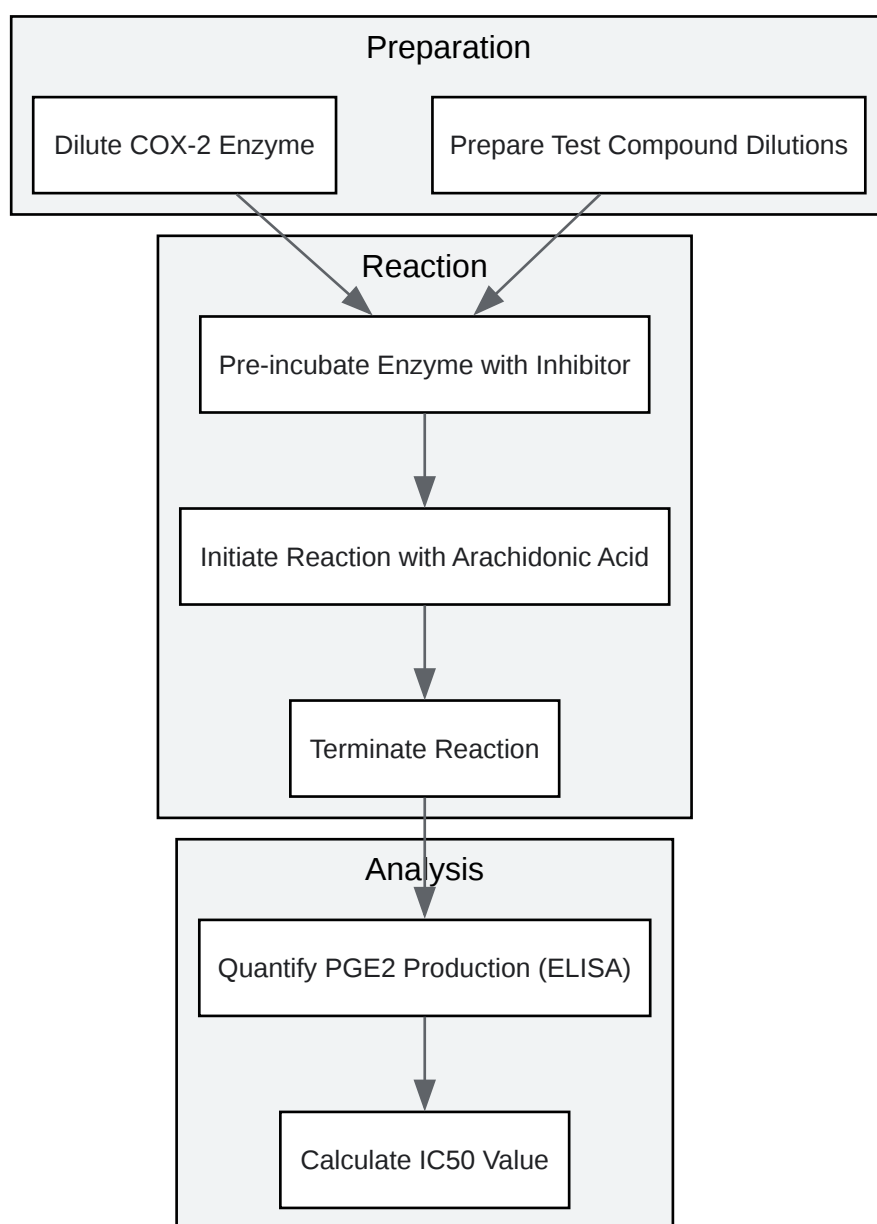 Preparation
Dilute COX-2 Enzyme
Prepare Test Compound Dilutions
Reaction
Pre-incubate Enzyme with Inhibitor
Initiate Reaction with Arachidonic Acid
Terminate Reaction
Analysis
Quantify PGE2 Production (ELISA)
Calculate IC50 Value